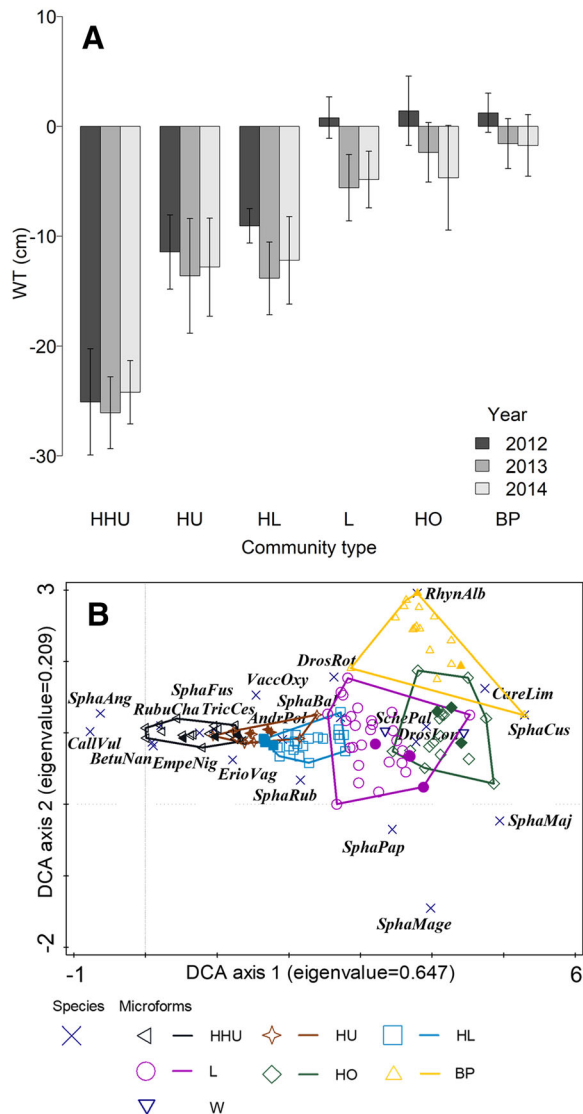 A
0
-10
-20
-30
WT (cm)
Year
2012
2013
2014
HHU HU HL L HO BP
Community type
B
3
-2
DCA axis 2 (eigenvalue=0.209)
RhynAlb
DrosRot
CareLim
SphaFus
VaccOxy
SphaAng
RubuCha
TricCes
AndrPol
SphaBa
SchePal
SphaCus
CallVul
DrosLon
BetuNan
EmpeNig
ErioVag
SphaRub
SphaPap
SphaMaj
SphaMage
-1 6
DCA axis 1 (eigenvalue=0.647)
Species Microforms
HHU HU HL
L HO BP
W